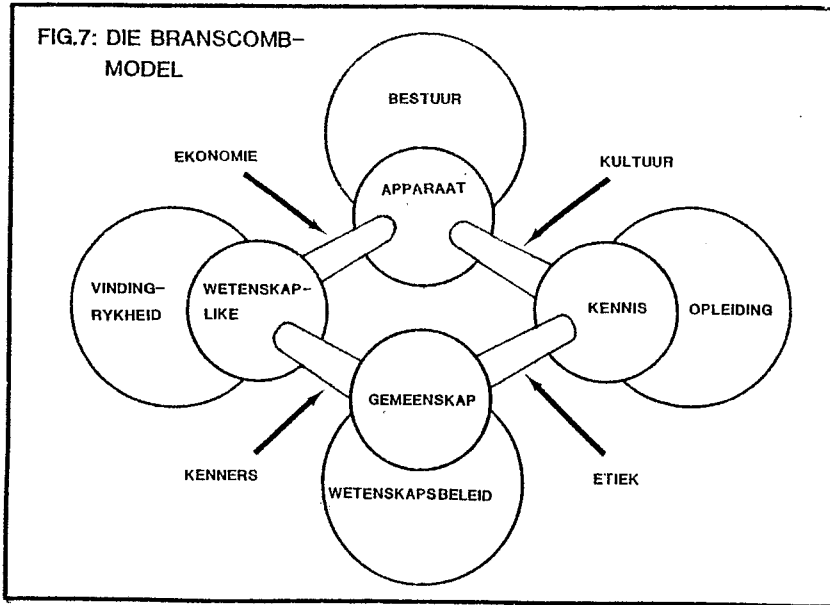 FIG.7: DIE BRANSCOMB-
MODEL
BESTUUR
EKONOMIE
KULTUUR
APPARAAT
VINDING-
RYKHEID
WETENSKAP-
LIKE
KENNIS
OPLEIDING
GEMEENSKAP
KENNERS
ETIEK
WETENSKAPSBELEID